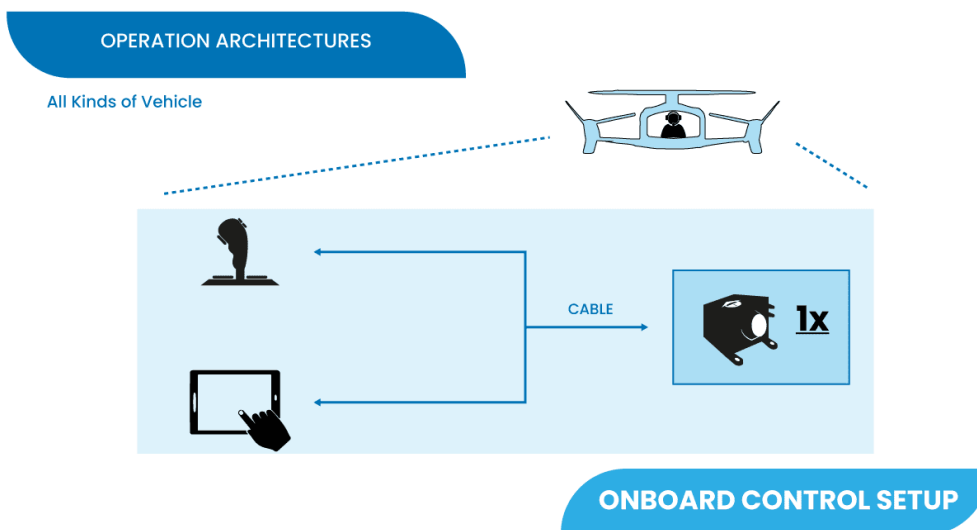 OPERATION ARCHITECTURES
All Kinds of Vehicle
CABLE
1x
ONBOARD CONTROL SETUP